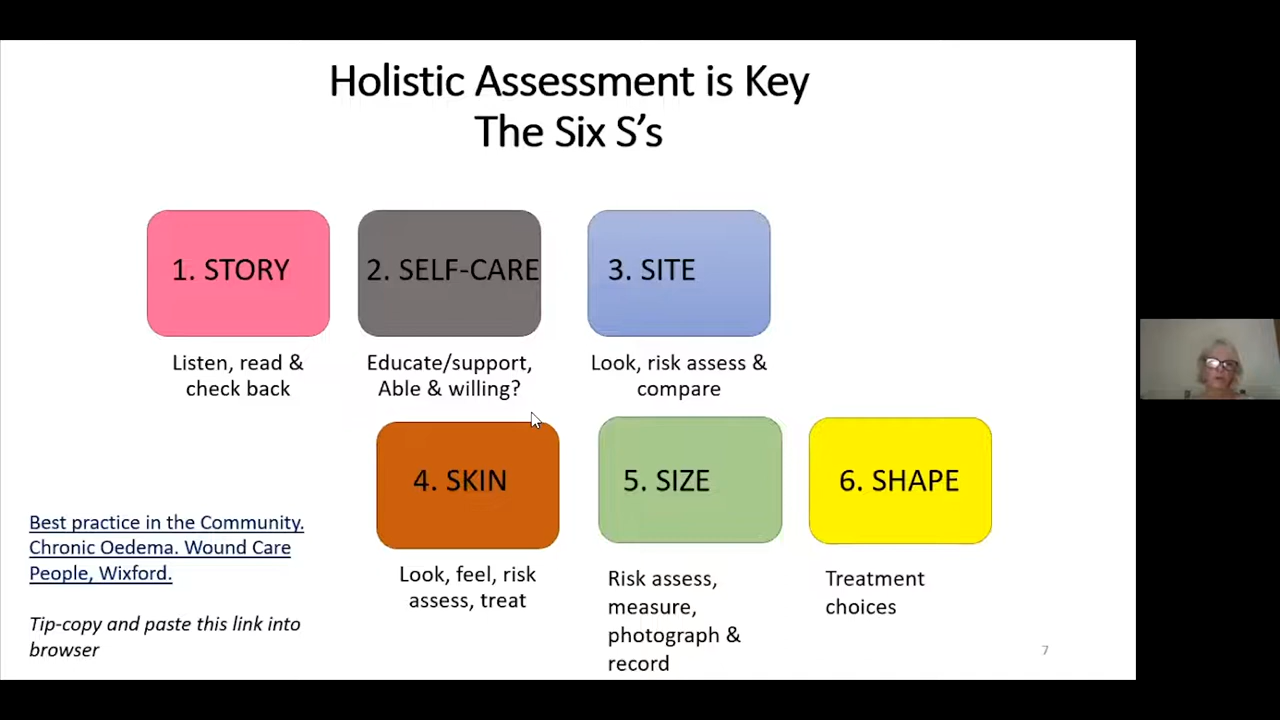 Holistic Assessment is Key
The Six S's
1. STORY
2. SELF-CARE
3. SITE
Listen, read &
check back
Educate/support,
Able & willing?
Look, risk assess &
compare
4. SKIN
5. SIZE
6. SHAPE
Look, feel, risk
assess, treat
Risk assess,
measure,
photograph &
record
Treatment
choices
Best practice in the Community.
Chronic Oedema. Wound Care
People, Wixford.
Tip-copy and paste this link into
browser
7